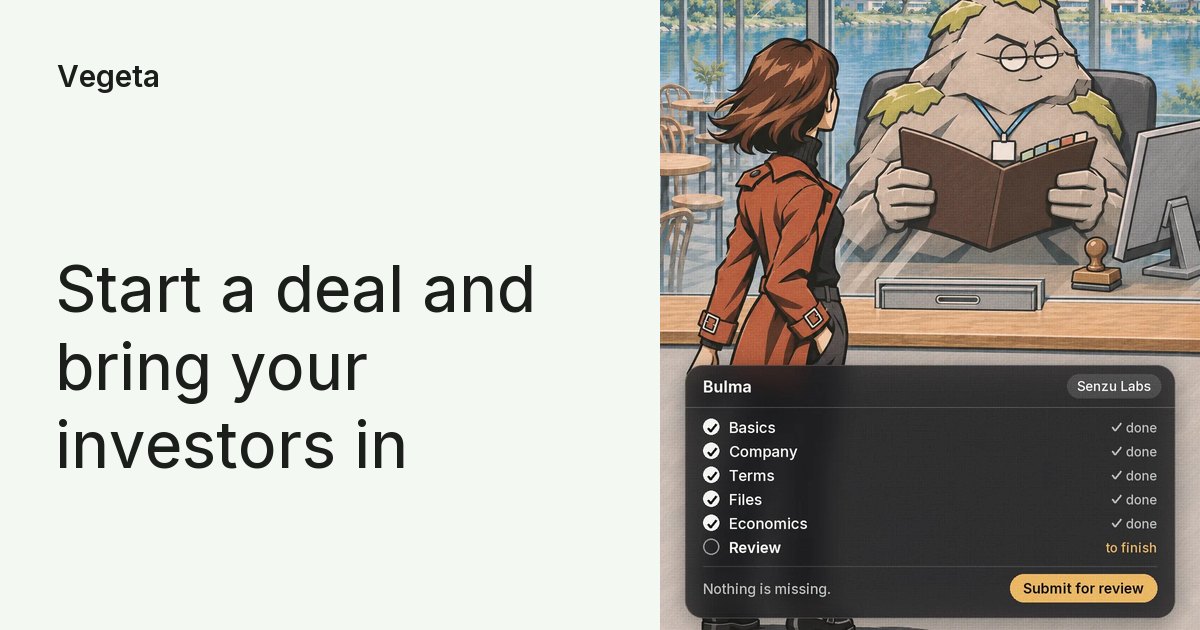 Vegeta
Start a deal and
bring your
investors in
Bulma
Senzu Labs
Basics
done
Company
done
Terms
done
Files
done
Economics
done
Review
to finish
Nothing is missing.
Submit for review